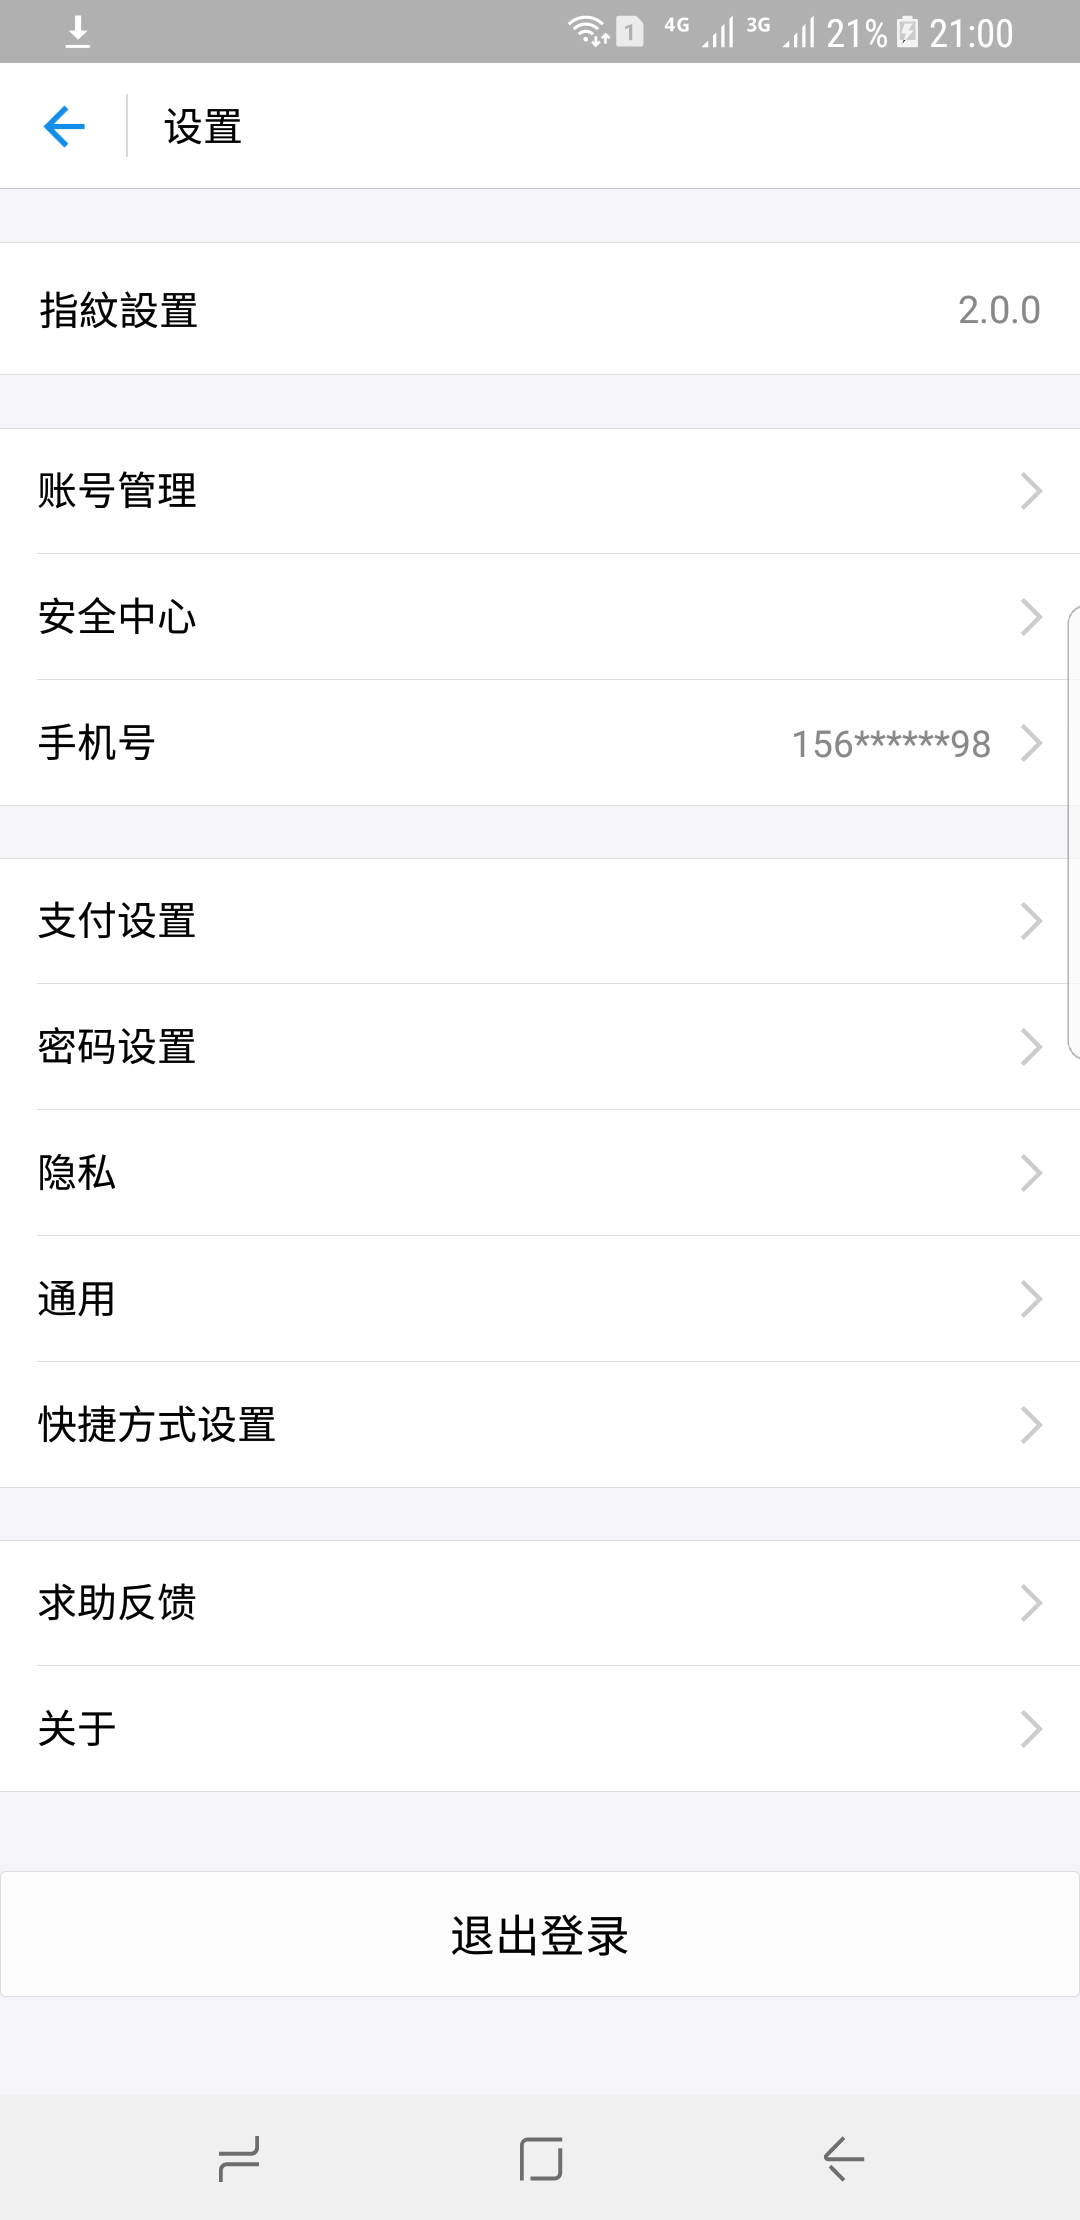 1 4G 3G 21% 21:00
设置
指紋設置 2.0.0
账号管理
安全中心
手机号 156******98
支付设置
密码设置
隐私
通用
快捷方式设置
求助反馈
关于
退出登录